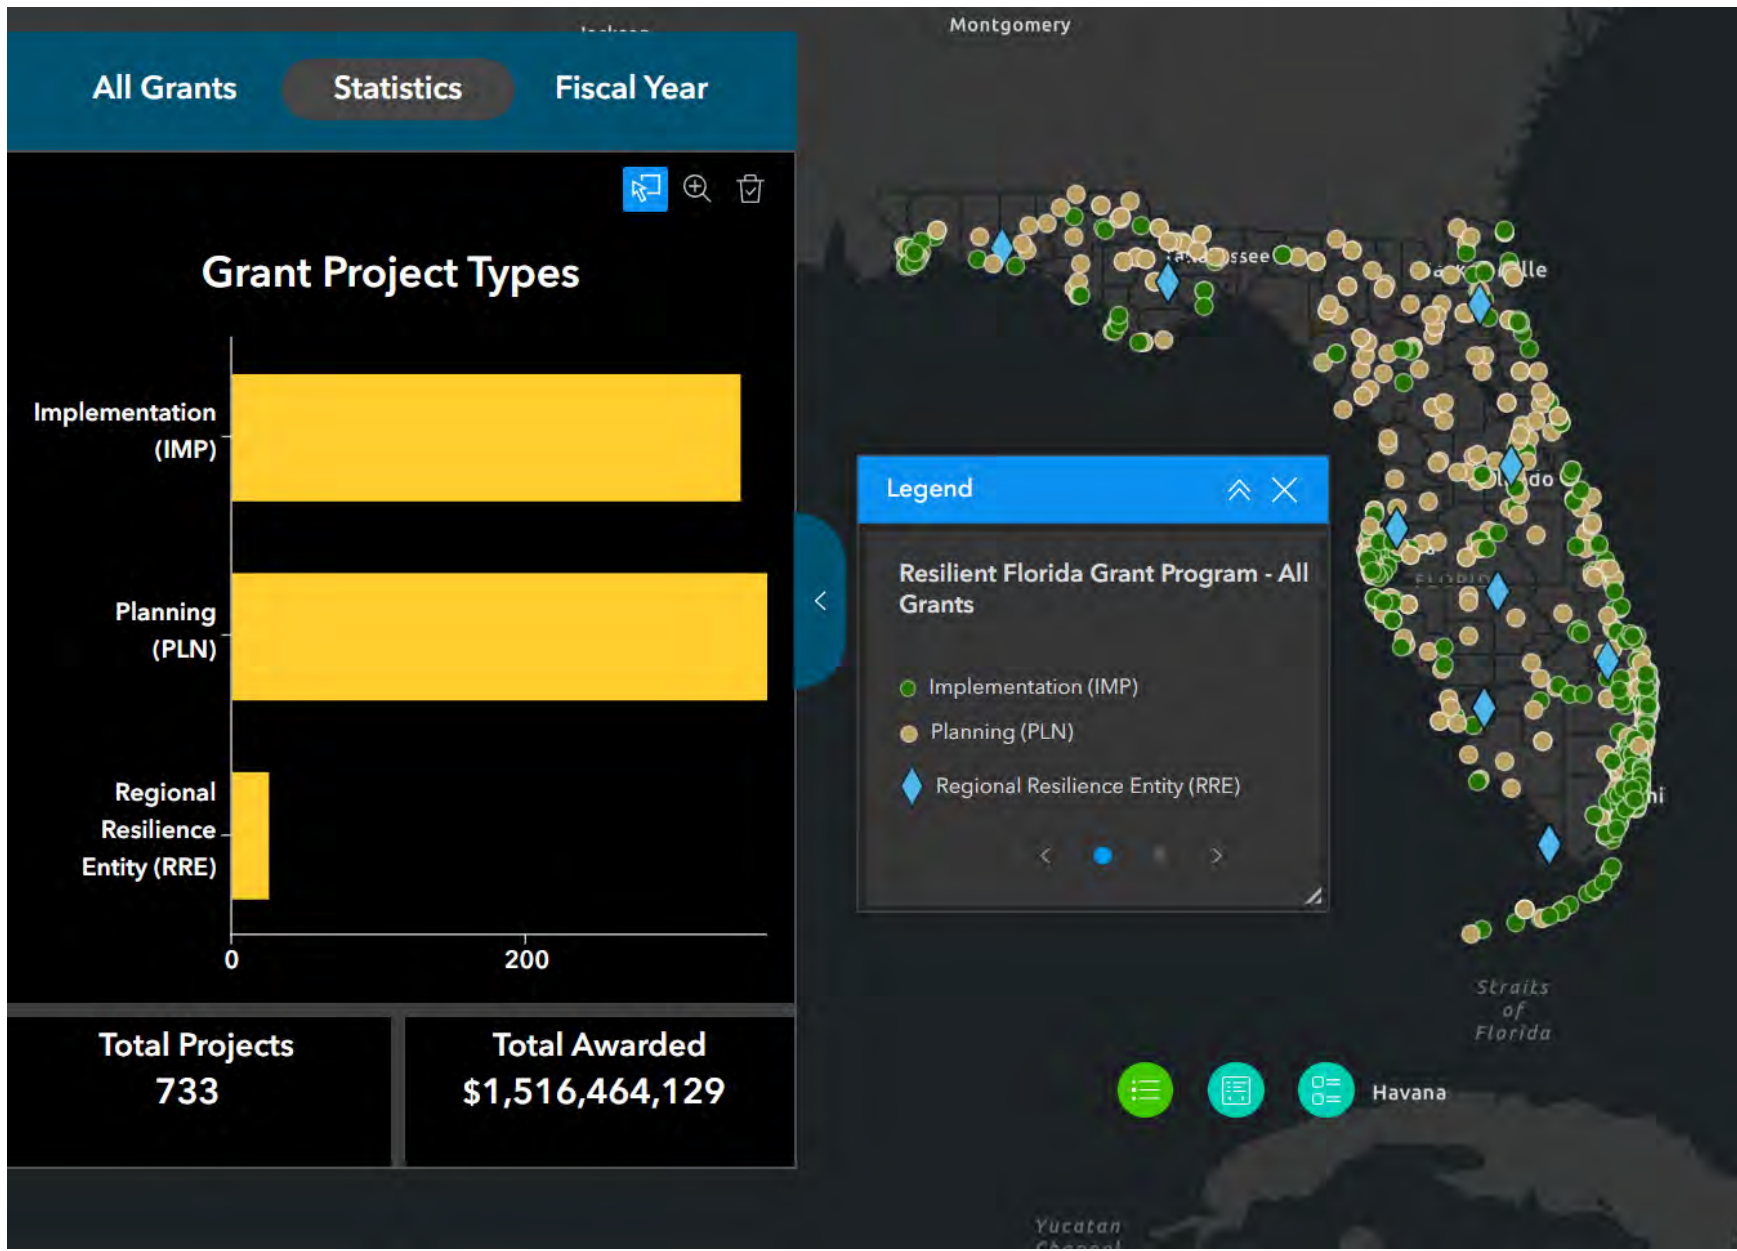 Montgomery
All Grants
Statistics
Fiscal Year
Grant Project Types
Implementation
(IMP)
Planning
(PLN)
Regional
Resilience
Entity (RRE)
0
200
Total Projects
733
Total Awarded
$1,516,464,129
Legend
Resilient Florida Grant Program - All
Grants
Implementation (IMP)
Planning (PLN)
Regional Resilience Entity (RRE)
FLORID
Straits
of
Florida
Havana
Yucatan